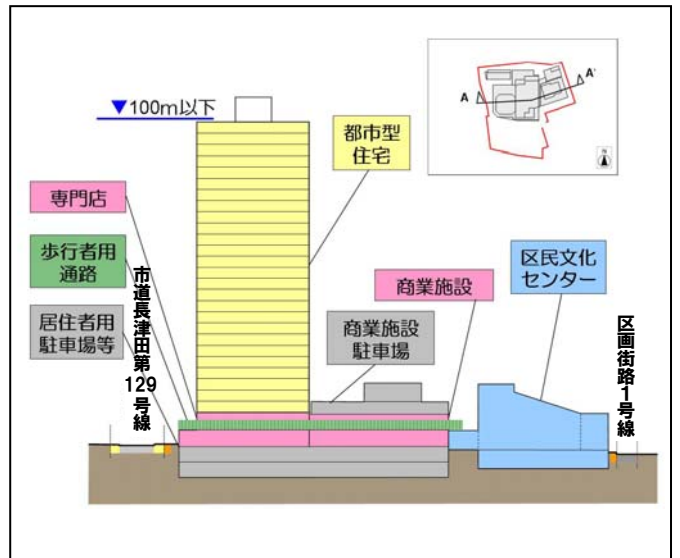 ▼100m以下
都市型
住宅
A
A'
専門店
歩行者用
通路
居住者用
駐車場等
市道長津田第129号線
商業施設
駐車場
商業施設
区民文化
センター
区画街路1号線